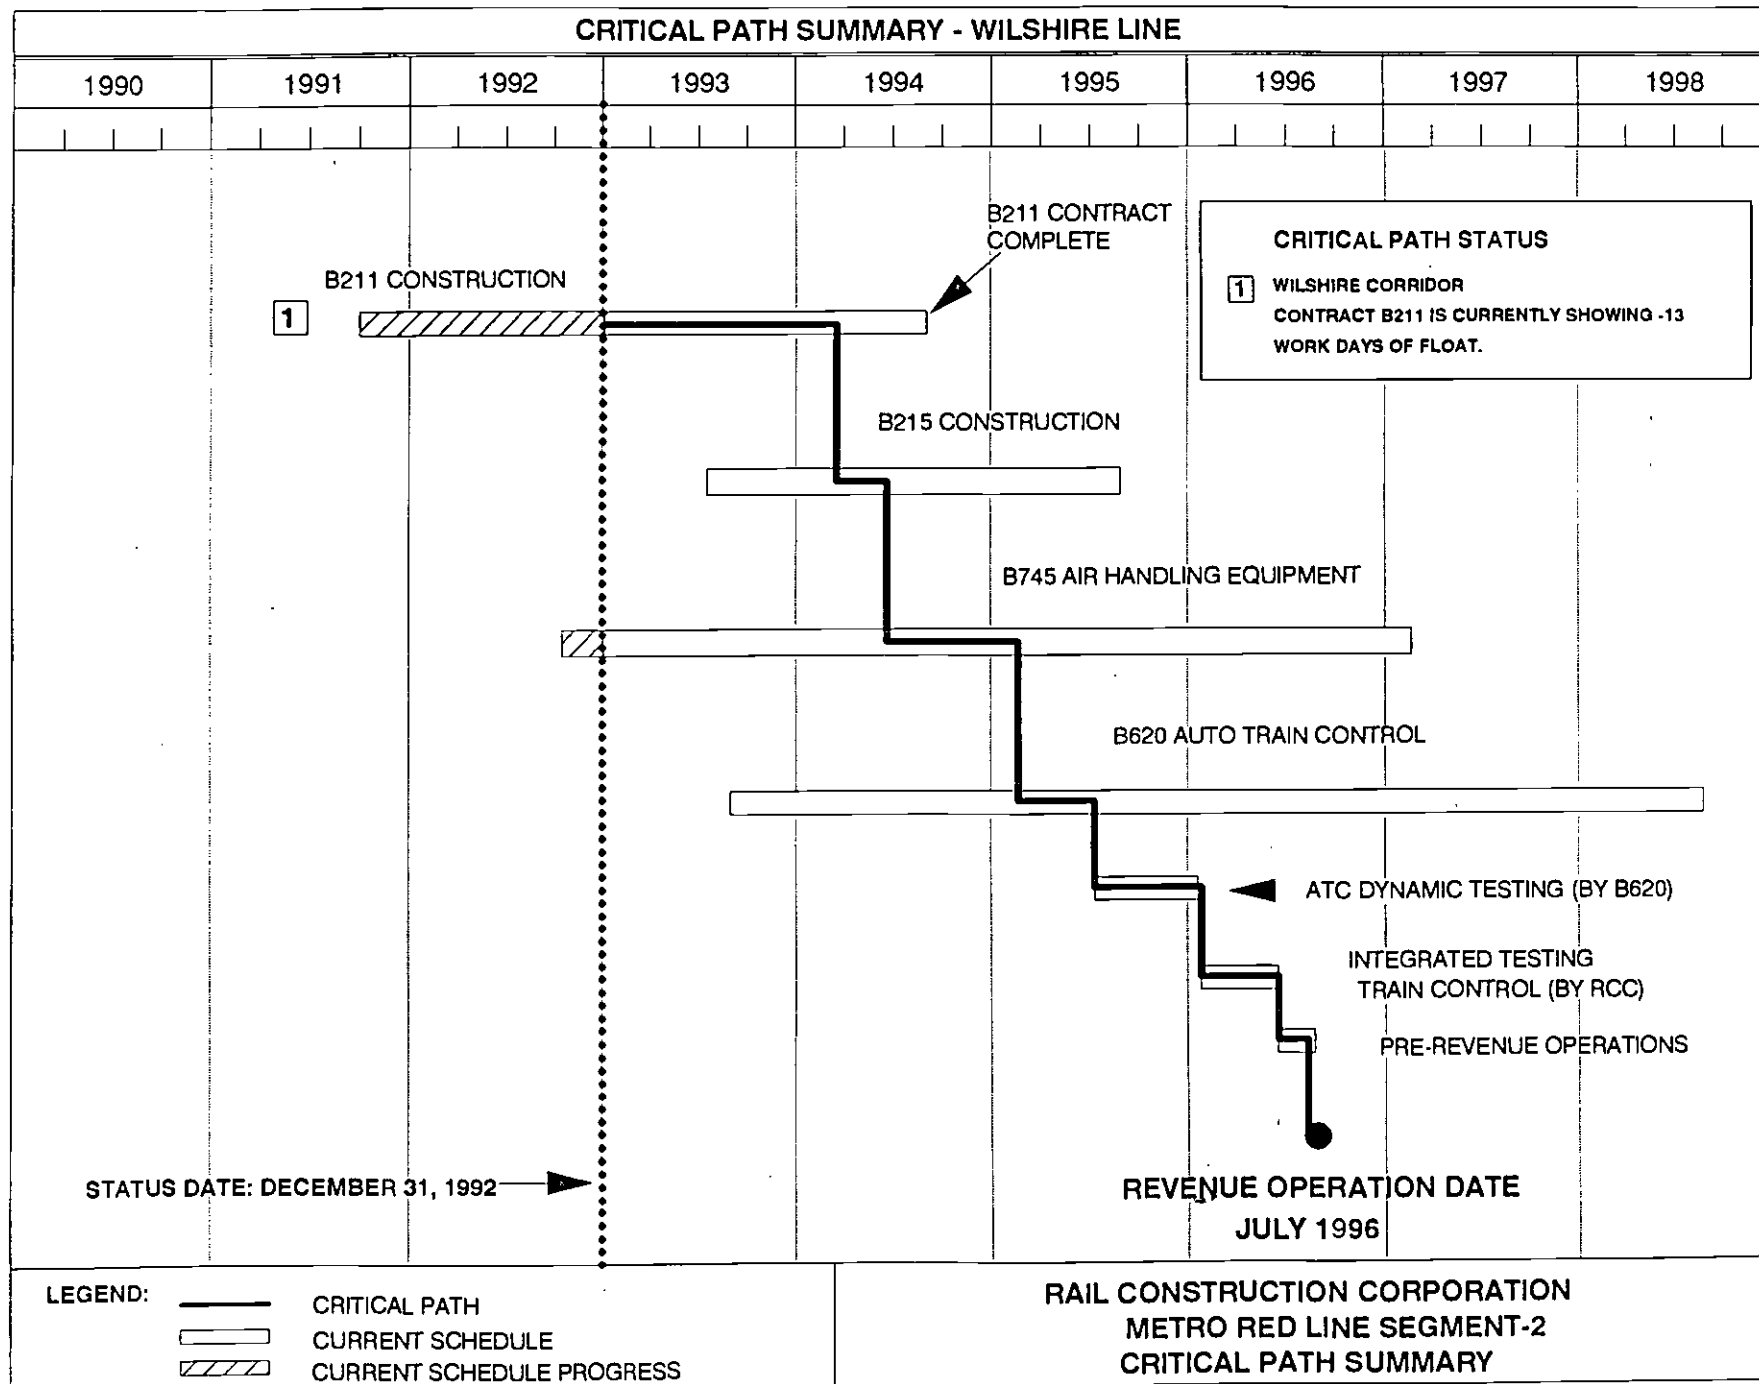 CRITICAL PATH SUMMARY - WILSHIRE LINE
1990 1991 1992 1993 1994 1995 1996 1997 1998
B211 CONTRACT
COMPLETE
CRITICAL PATH STATUS
B211 CONSTRUCTION
1 WILSHIRE CORRIDOR
1
CONTRACT B211 IS CURRENTLY SHOWING -13
WORK DAYS OF FLOAT.
B215 CONSTRUCTION
B745 AIR HANDLING EQUIPMENT
B620 AUTO TRAIN CONTROL
ATC DYNAMIC TESTING (BY B620)
INTEGRATED TESTING
TRAIN CONTROL (BY RCC)
PRE-REVENUE OPERATIONS
STATUS DATE: DECEMBER 31, 1992
REVENUE OPERATION DATE
JULY 1996
LEGEND:
CRITICAL PATH
CURRENT SCHEDULE
CURRENT SCHEDULE PROGRESS
RAIL CONSTRUCTION CORPORATION
METRO RED LINE SEGMENT-2
CRITICAL PATH SUMMARY